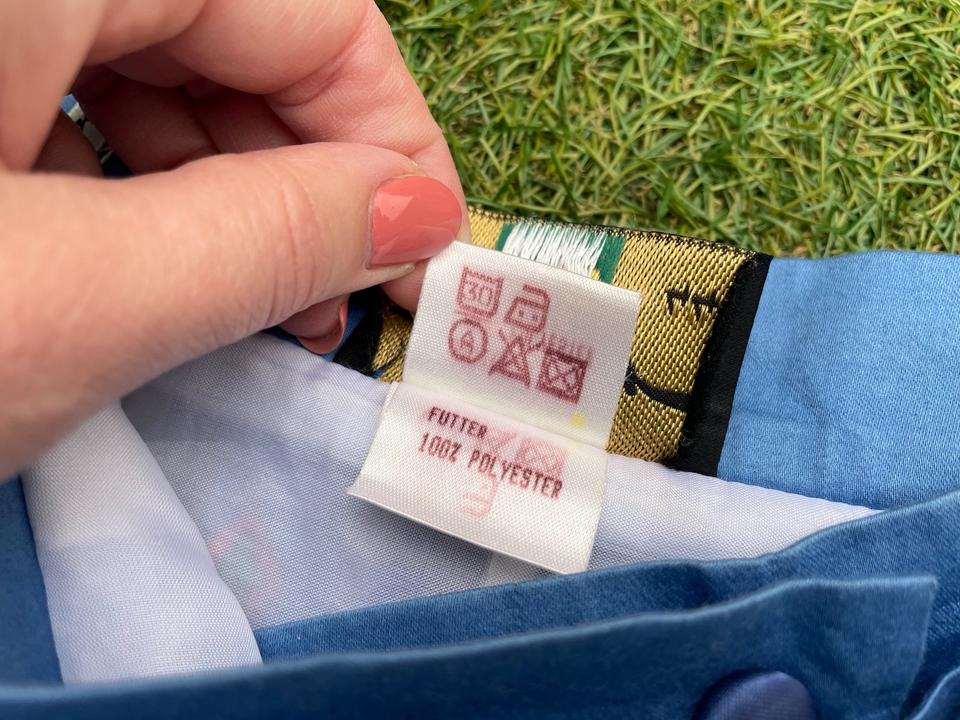 30
A
FUTTER
100% POLYESTER